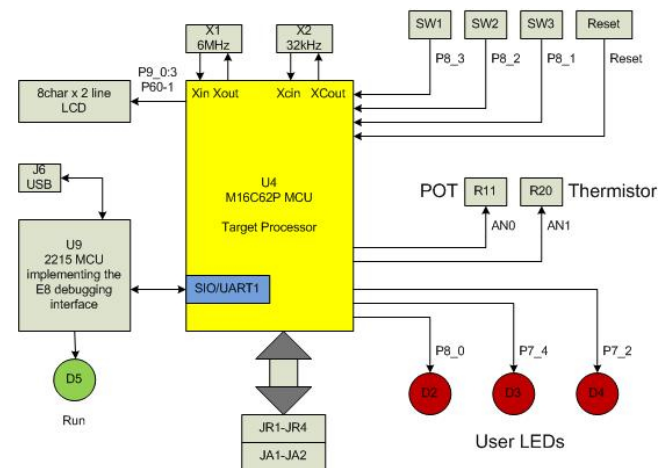 X1
6MHz
X2
32kHz
SW1
SW2
SW3
Reset
P9_0:3
P60-1
8char x 2 line
LCD
Xin Xout
Xcin
XCout
P8_3
P8_2
P8_1
Reset
J6
USB
U4
M16C62P MCU
Target Processor
POT
R11
R20
Thermistor
AN0
AN1
U9
2215 MCU
implementing the
E8 debugging
interface
SIO/UART1
D5
Run
P8_0
P7_4
P7_2
D2
D3
D4
User LEDs
JR1-JR4
JA1-JA2